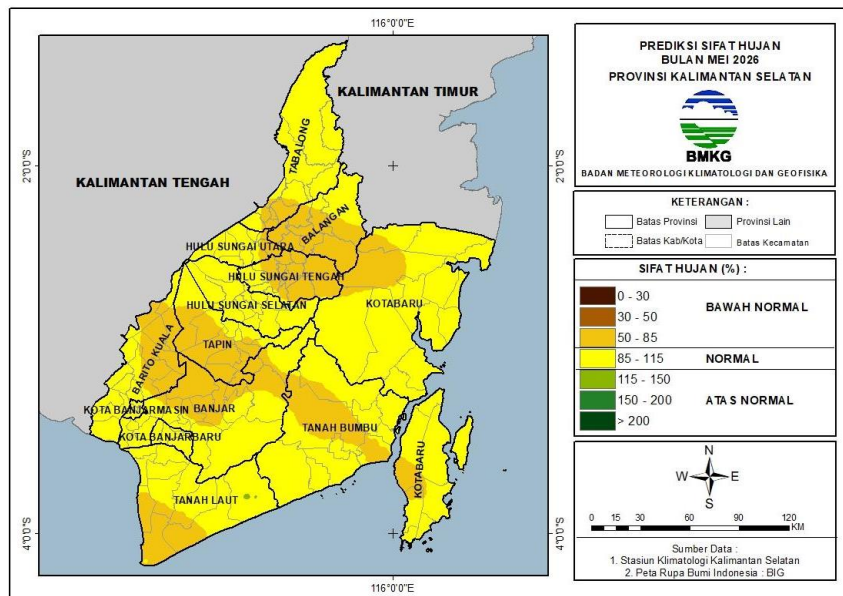 116°0'0"E
KALIMANTAN TIMUR
TABALONG
2°0'0"S
2°0'0"S
KALIMANTAN TENGAH
BALANGAN
HULU SUNGAI UTARA
HULU SUNGAI TENGAH
HULU SUNGAI SELATAN
KOTABARU
TAPIN
BARITO KUALA
KOTA BANJARMASIN
BANJAR
KOTA BANJARBARU
TANAH BUMBU
KOTABARU
TANAH LAUT
4°0'0"S
4°0'0"S
116°0'0"E
PREDIKSI SIFAT HUJAN
BULAN MEI 2026
PROVINSI KALIMANTAN SELATAN
BMKG
BADAN METEOROLOGI KLIMATOLOGI DAN GEOFISIKA
KETERANGAN :
Batas Provinsi
Provinsi Lain
Batas Kab/Kota
Batas Kecamatan
SIFAT HUJAN (%) :
0 - 30
30 - 50
BAWAH NORMAL
50 - 85
85 - 115
NORMAL
115 - 150
150 - 200
ATAS NORMAL
> 200
N
W
E
S
0 15 30 60 90 120
KM
Sumber Data :
1. Stasiun Klimatologi Kalimantan Selatan
2. Peta Rupa Bumi Indonesia : BIG